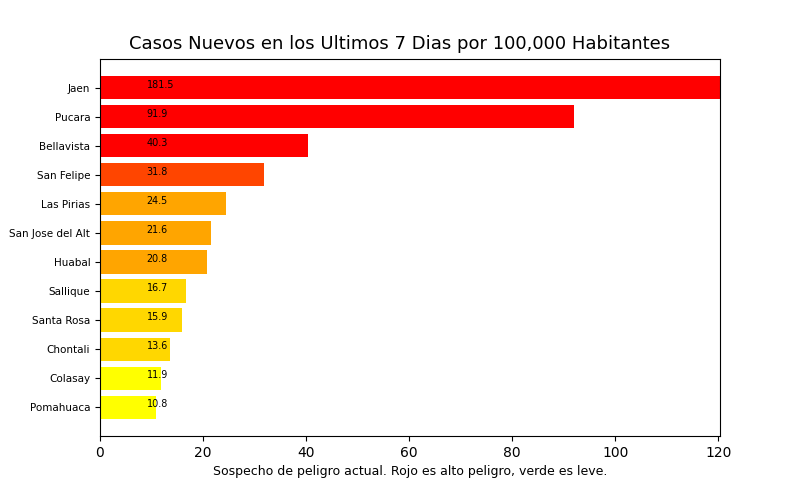 Casos Nuevos en los Ultimos 7 Dias por 100,000 Habitantes
Jaen 181.5
Pucara 91.9
Bellavista 40.3
San Felipe 31.8
Las Pirias 24.5
San Jose del Alt 21.6
Huabal 20.8
Sallique 16.7
Santa Rosa 15.9
Chontali 13.6
Colasay 11.9
Pomahuaca 10.8
0 20 40 60 80 100 120
Sospecho de peligro actual. Rojo es alto peligro, verde es leve.